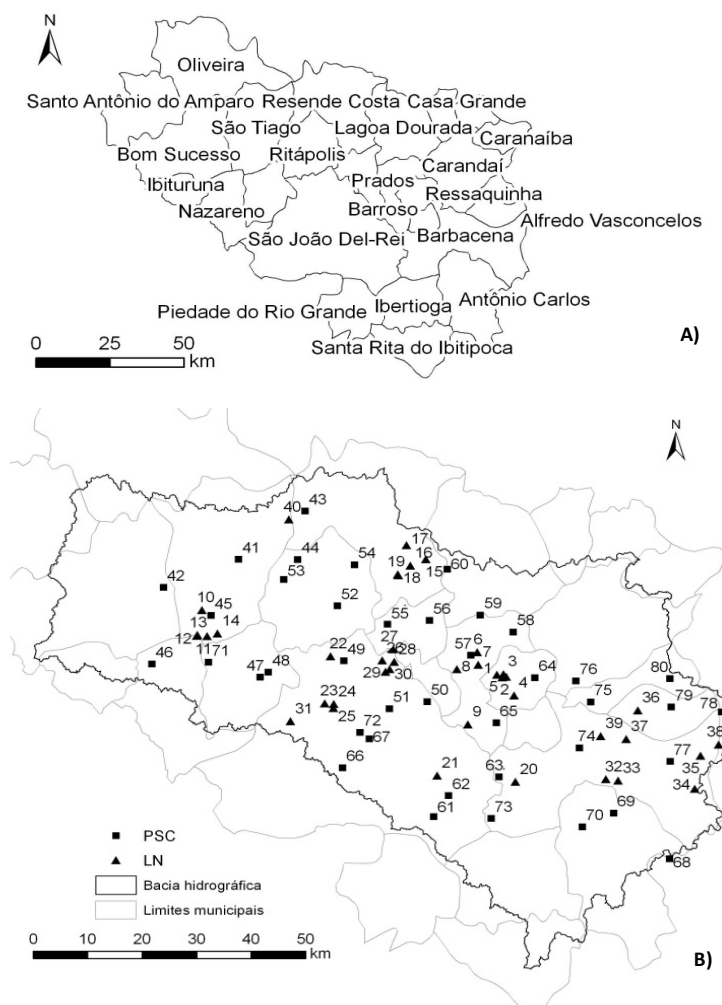 N
Oliveira
Santo Antônio do Amparo Resende Costa Casa Grande
São Tiago Lagoa Dourada Caranaíba
Bom Sucesso Ritápolis Carandaí
Ibituruna Prados Ressaquinha
Nazareno Barroso Alfredo Vasconcelos
São João Del-Rei Barbacena
Piedade do Rio Grande Ibertioga Antônio Carlos
Santa Rita do Ibitipoca
A)
0 25 50
km
N
43
40
17
41 44 54 16
42 53 19 18 15 60
10 45 52 59
13 14 55 56 58
12 11 71 27 6
46 22 49 28 57 7
47 48 29 30 8 1 3 64 76 80
5 2 4
23 24 51 50 75 36 79 78
31 25 72 9 65 39 37 38
67 74
66 21 63 20 32 33 77 35
62 34
61 73 70 69
68
PSC
LN
Bacia hidrográfica
Limites municipais
0 10 20 30 40 50
km
B)